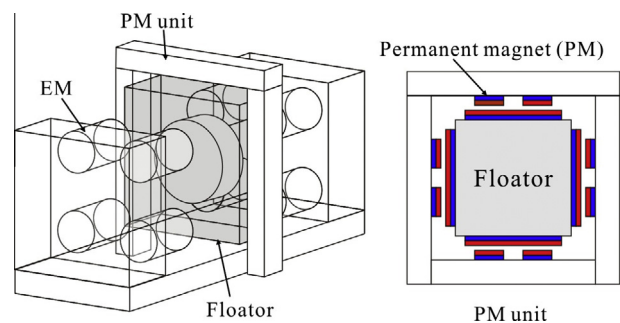 PM unit
EM
Floator
Permanent magnet (PM)
Floator
PM unit